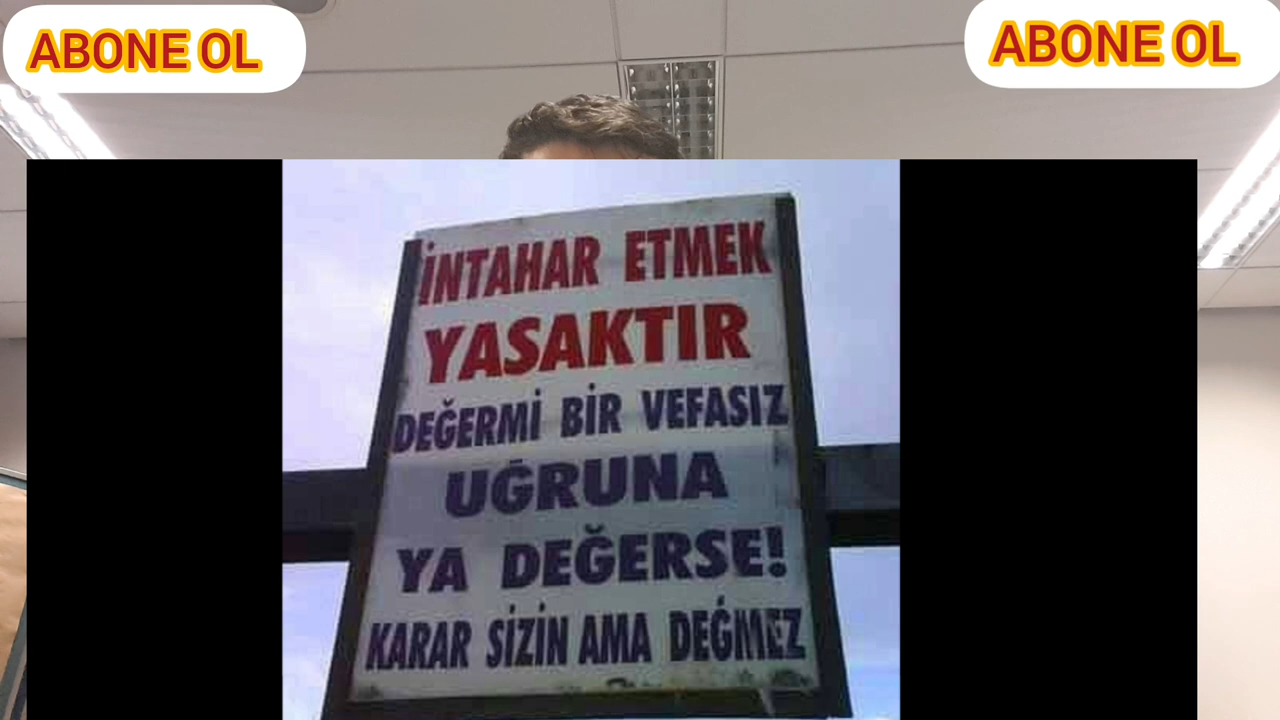 ABONE OL
ABONE OL
İNTAHAR ETMEK
YASAKTIR
DEĞERMİ BİR VEFASIZ
UĞRUNA
YA DEĞERSE!
KARAR SİZİN AMA DEĞMEZ